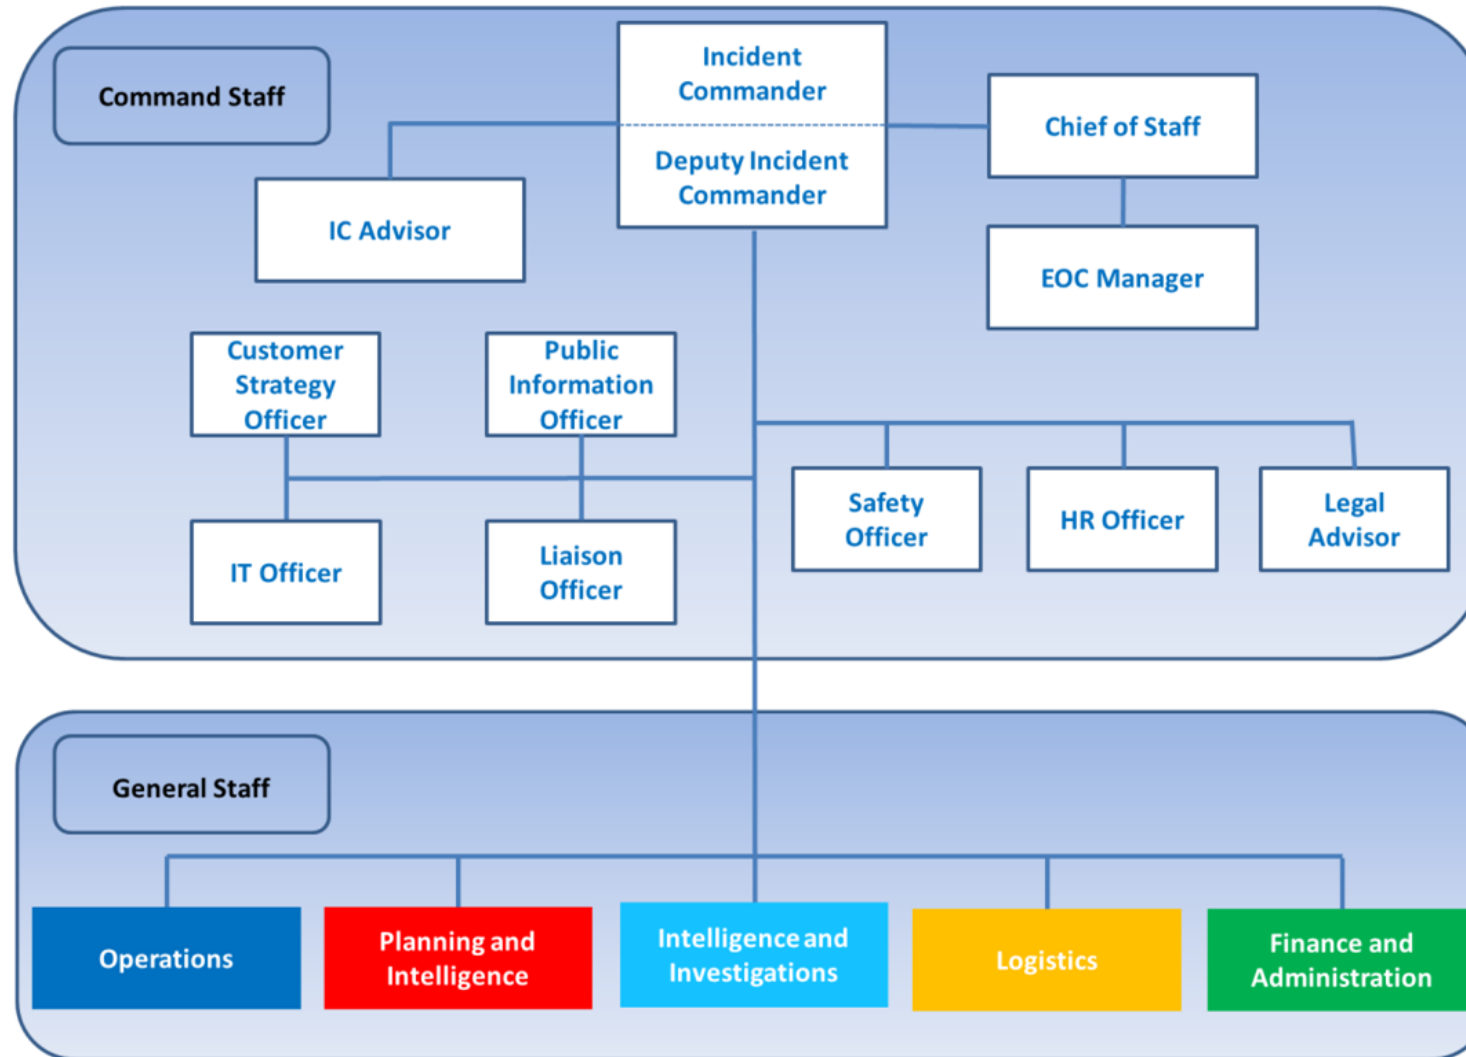 Command Staff
Incident
Commander
Deputy Incident
Commander
Chief of Staff
IC Advisor
EOC Manager
Customer
Strategy
Officer
Public
Information
Officer
IT Officer
Liaison
Officer
Safety
Officer
HR Officer
Legal
Advisor
General Staff
Operations
Planning and
Intelligence
Intelligence and
Investigations
Logistics
Finance and
Administration